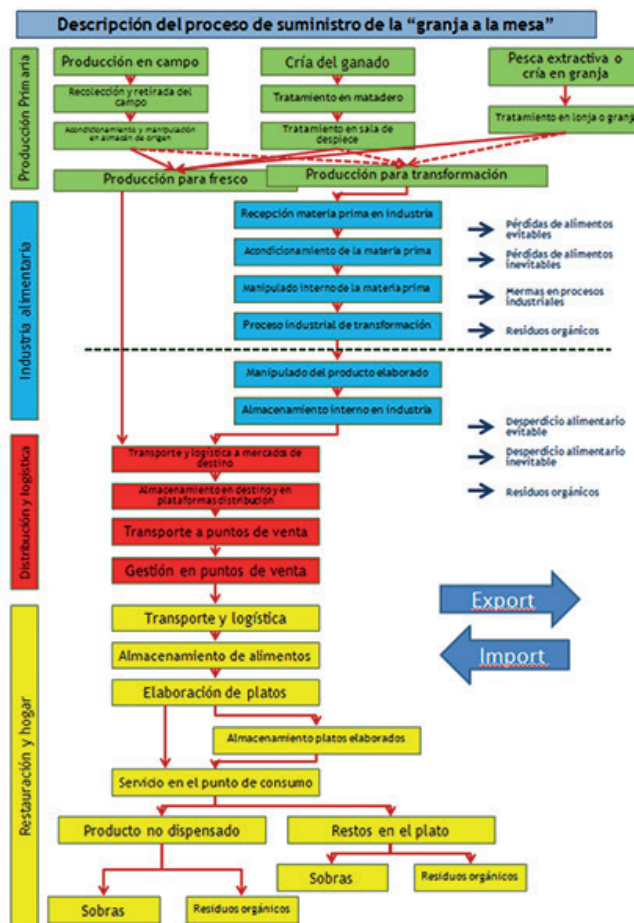 Descripción del proceso de suministro de la “granja a la mesa”
Producción Primaria
Producción en campo
Cría del ganado
Pesca extractiva o
cría en granja
Recolección y retirada del
campo
Tratamiento en matadero
Acondicionamiento y manipulación
en almacén de origen
Tratamiento en sala de
despiece
Tratamiento en lonja o granja
Producción para fresco
Producción para transformación
Industria alimentaria
Recepción materia prima en industria
Acondicionamiento de la materia prima
Manipulado interno de la materia prima
Proceso industrial de transformación
Manipulado del producto elaborado
Almacenamiento interno en industria
Pérdidas de alimentos
evitables
Pérdidas de alimentos
inevitables
Mermas en procesos
industriales
Residuos orgánicos
Desperdicio alimentario
evitable
Desperdicio alimentario
inevitable
Residuos orgánicos
Distribución y logística
Transporte y logística a mercados de
destino
Almacenamiento en destino y en
plataformas distribución
Transporte a puntos de venta
Gestión en puntos de venta
Export
Import
Restauración y hogar
Transporte y logística
Almacenamiento de alimentos
Elaboración de platos
Almacenamiento platos elaborados
Servicio en el punto de consumo
Producto no dispensado
Restos en el plato
Sobras
Residuos orgánicos
Sobras
Residuos orgánicos